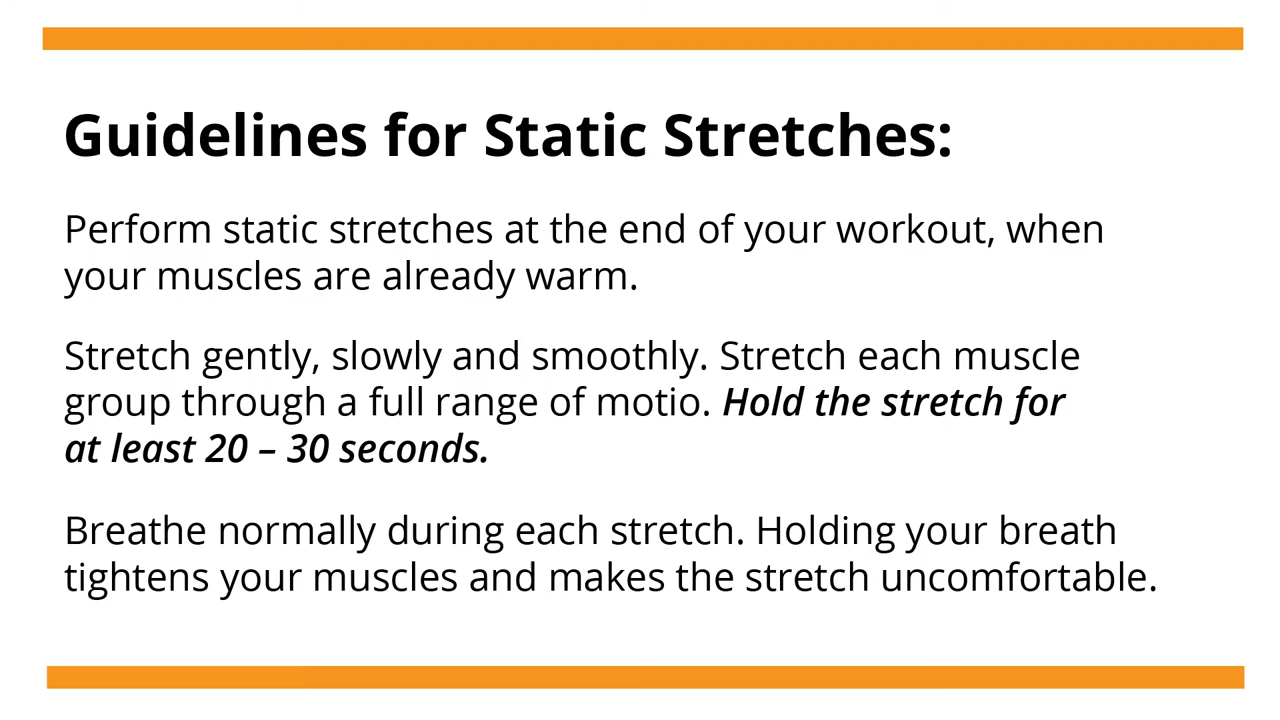 Guidelines for Static Stretches:
Perform static stretches at the end of your workout, when
your muscles are already warm.
Stretch gently, slowly and smoothly. Stretch each muscle
group through a full range of motio. Hold the stretch for
at least 20 – 30 seconds.
Breathe normally during each stretch. Holding your breath
tightens your muscles and makes the stretch uncomfortable.